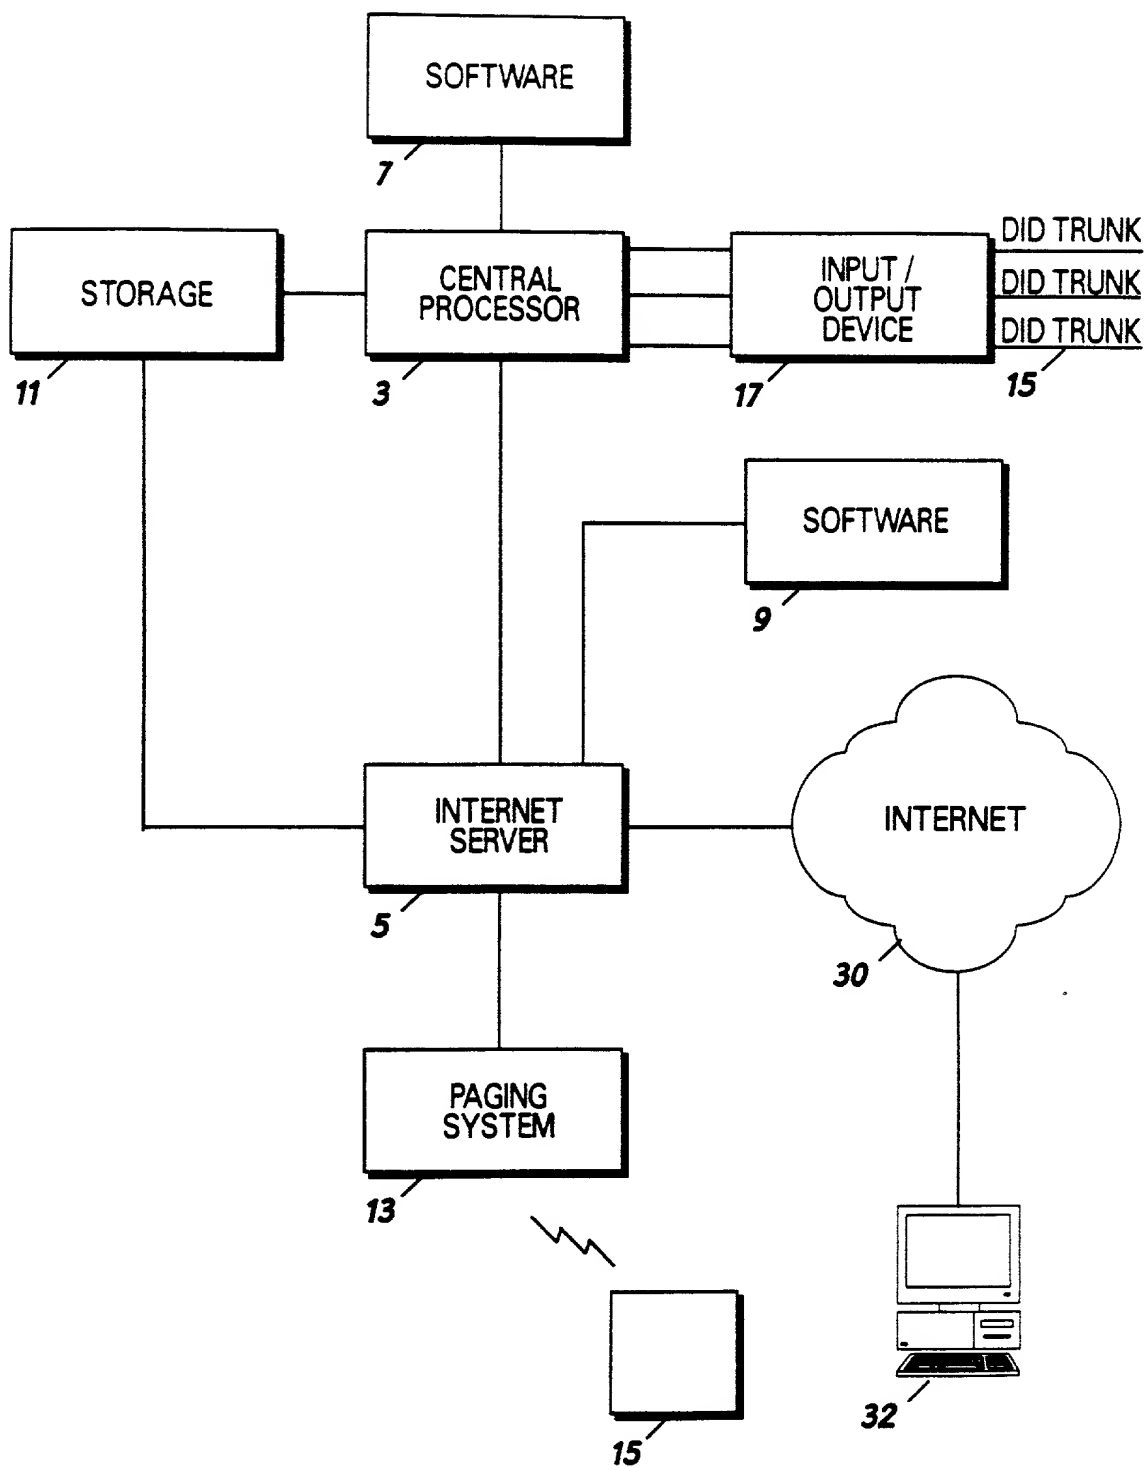 SOFTWARE
7
STORAGE
11
CENTRAL
PROCESSOR
3
INPUT /
OUTPUT
DEVICE
17
DID TRUNK
DID TRUNK
DID TRUNK
15
SOFTWARE
9
INTERNET
SERVER
5
INTERNET
30
PAGING
SYSTEM
13
15
32